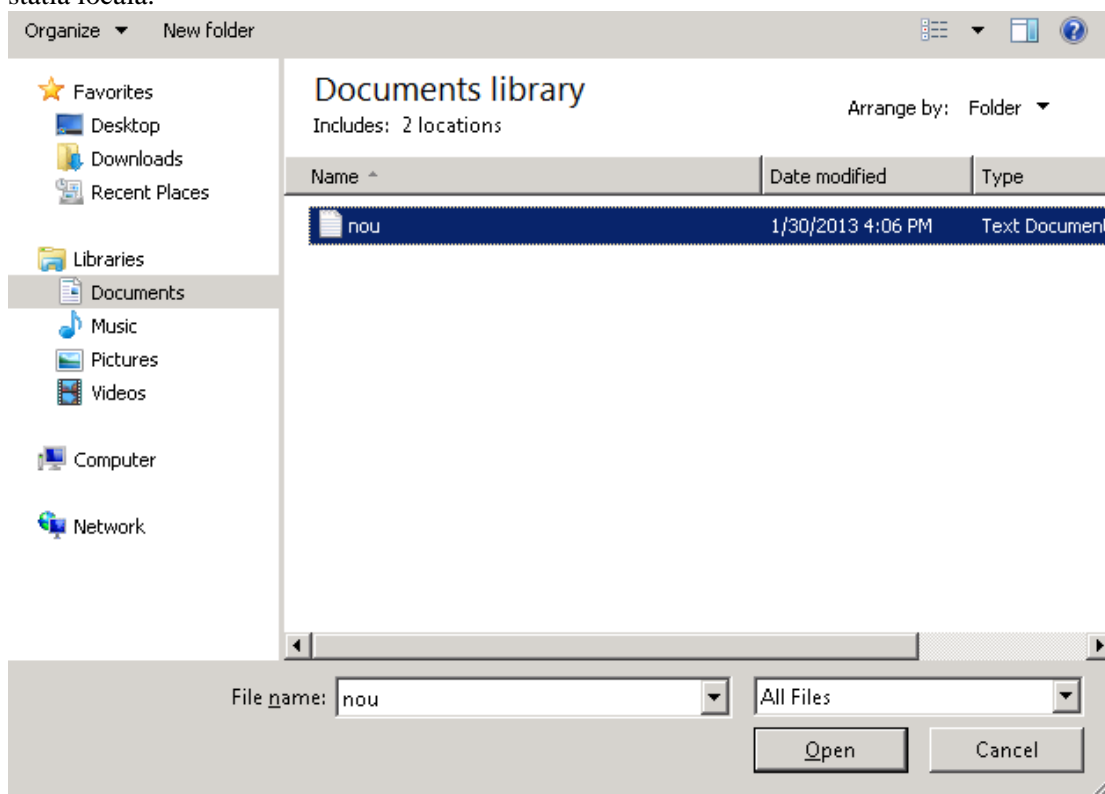 stația locală.
Organize New folder
Favorites
Desktop
Downloads
Recent Places
Libraries
Documents
Music
Pictures
Videos
Computer
Network
Documents library
Includes: 2 locations
Arrange by: Folder
Name Date modified Type
nou 1/30/2013 4:06 PM Text Documen
File name: nou All Files
Open Cancel